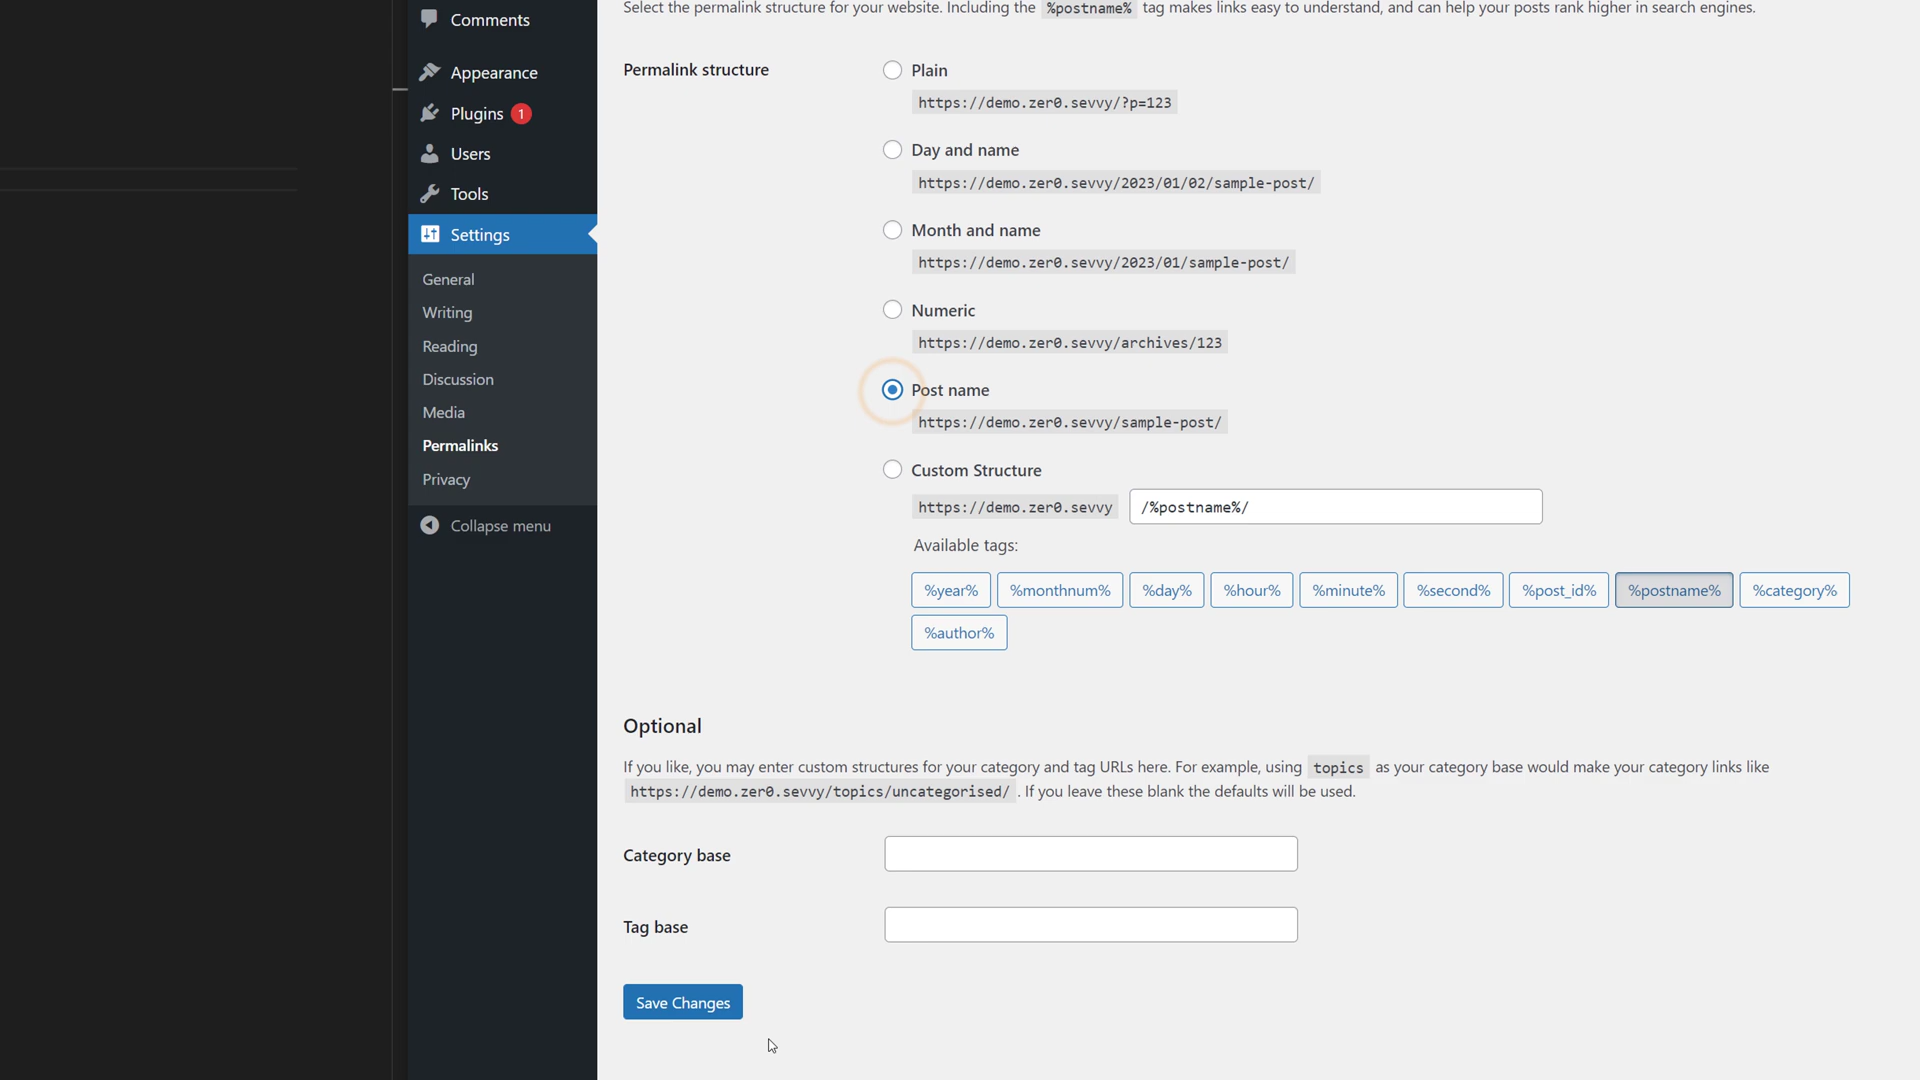 Comments
Appearance
Plugins 1
Users
Tools
Settings
General
Writing
Reading
Discussion
Media
Permalinks
Privacy
Collapse menu
Select the permalink structure for your website. Including the %postname% tag makes links easy to understand, and can help your posts rank higher in search engines.
Permalink structure
Plain
https://demo.zer0.sevvy/?p=123
Day and name
https://demo.zer0.sevvy/2023/01/02/sample-post/
Month and name
https://demo.zer0.sevvy/2023/01/sample-post/
Numeric
https://demo.zer0.sevvy/archives/123
Post name
https://demo.zer0.sevvy/sample-post/
Custom Structure
https://demo.zer0.sevvy /%postname%/
Available tags:
%year% %monthnum% %day% %hour% %minute% %second% %post_id% %postname% %category%
%author%
Optional
If you like, you may enter custom structures for your category and tag URLs here. For example, using topics as your category base would make your category links like
https://demo.zer0.sevvy/topics/uncategorised/ . If you leave these blank the defaults will be used.
Category base
Tag base
Save Changes